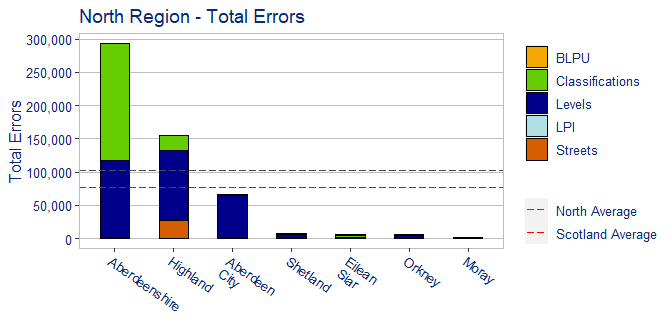 North Region - Total Errors
Total Errors
300,000
250,000
200,000
150,000
100,000
50,000
0
Aberdeenshire
Highland
Aberdeen
City
Shetland
Eilean
Siar
Orkney
Moray
BLPU
Classifications
Levels
LPI
Streets
North Average
Scotland Average